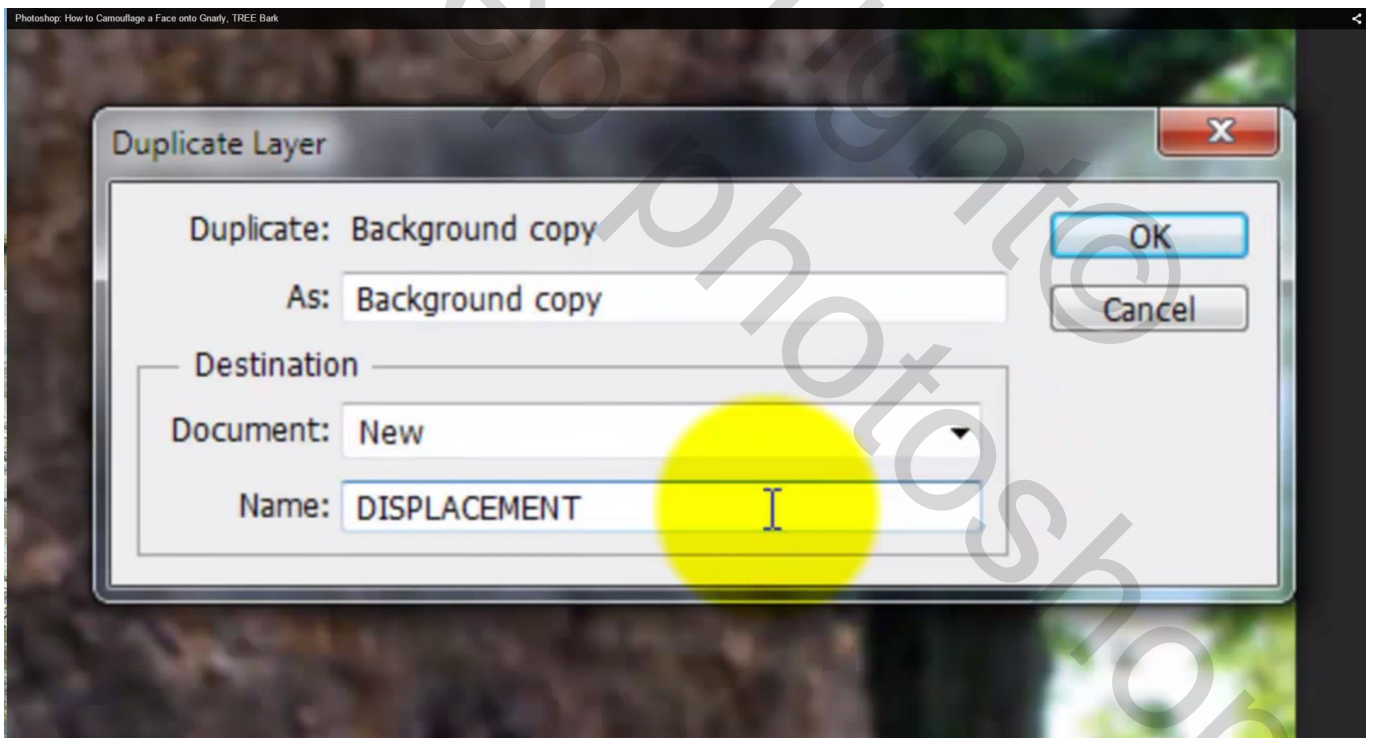 Photoshop: How to Camouflage a Face onto Gnarly, TREE Bark
Duplicate Layer
Duplicate: Background copy
As: Background copy
OK
Cancel
Destination
Document: New
Name: DISPLACEMENT
photoshop